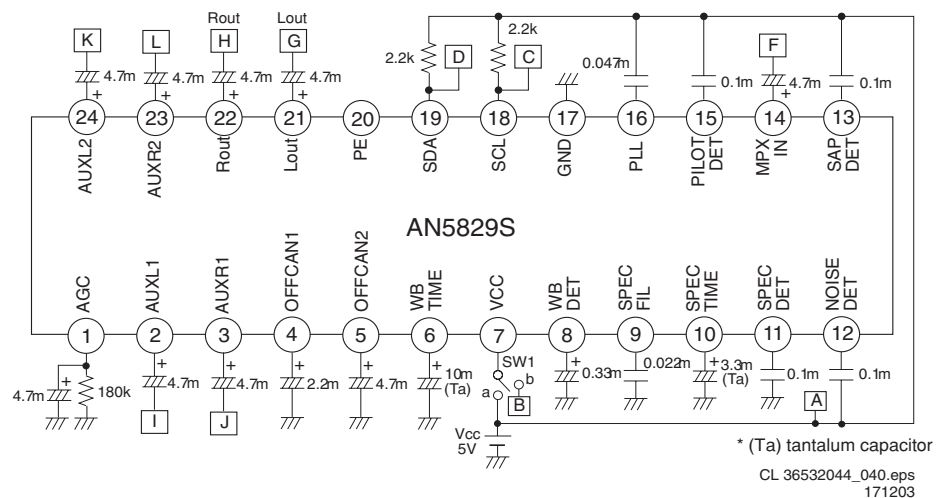 Rout Lout
K L H G
2.2k
2.2k D C 0.047m F
4.7m 4.7m 4.7m 4.7m 0.1m 4.7m 0.1m
+ + + + +
24 23 22 21 20 19 18 17 16 15 14 13
AUXL2 AUXR2 Rout Lout PE SDA SCL GND PLL PILOT DET MPX IN SAP DET
AN5829S
AGC AUXL1 AUXR1 OFFCAN1 OFFCAN2 WB TIME VCC WB DET SPEC FIL SPEC TIME SPEC DET NOISE DET
1 2 3 4 5 6 7 8 9 10 11 12
+ + + + + + SW1 + +
4.7m + 180k 4.7m 4.7m 2.2m 4.7m 10m (Ta) a b B 0.33m 0.022m 3.3m (Ta) 0.1m 0.1m
I J A
Vcc
5V
* (Ta) tantalum capacitor
CL 36532044_040.eps
171203